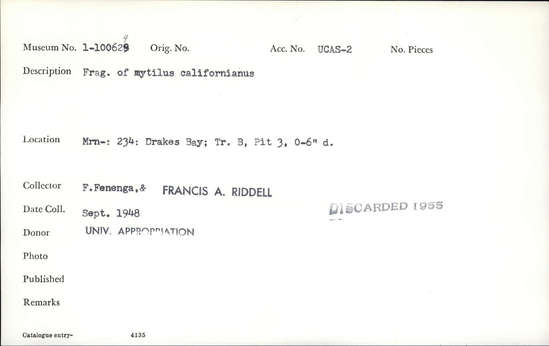 Museum No. 1-100629 Orig. No. Acc. No. UCAS-2 No. Pieces
Description Frag. of mytilus californianus
Location Mrn-: 234: Drakes Bay; Tr. B, Pit 3, 0-6" d.
Collector F.Fenenga,& FRANCIS A. RIDDELL
Date Coll. Sept. 1948 DISCARDED 1955
Donor UNIV. APPROPRIATION
Photo
Published
Remarks
Catalogue entry- 4135